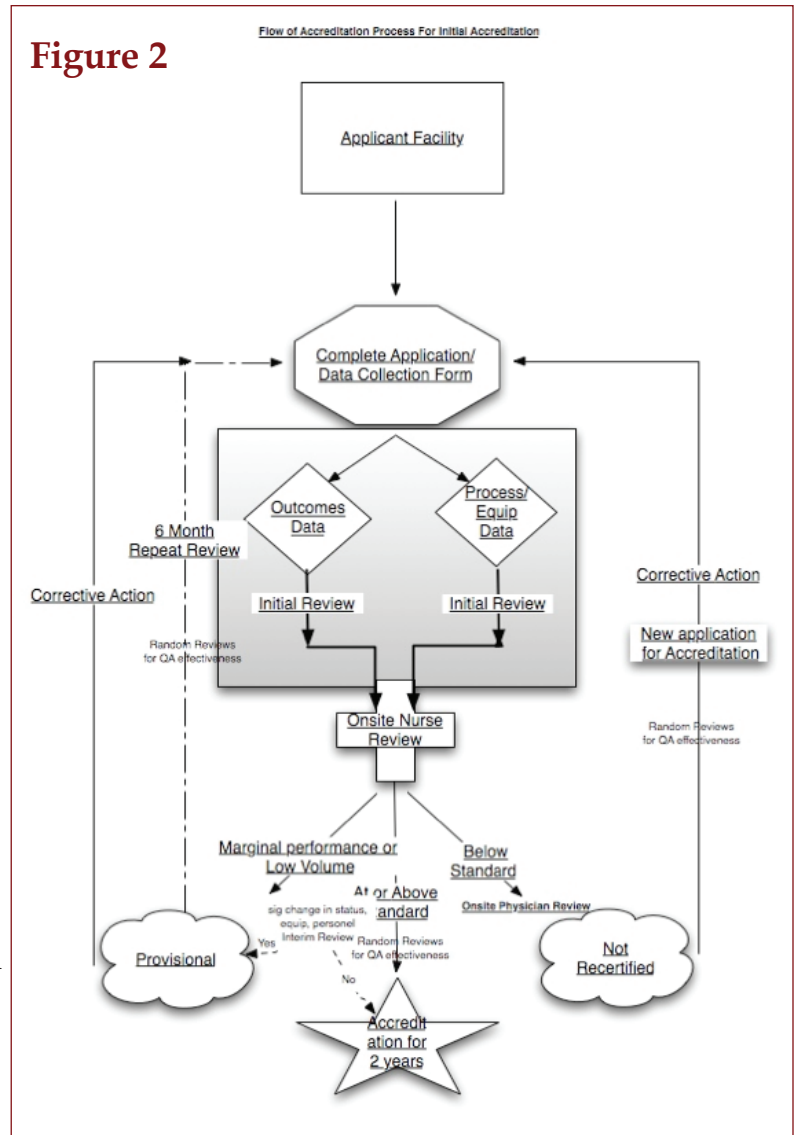 Flow of Accreditation Process For Initial Accreditation
Figure 2
Applicant Facility
Complete Application/
Data Collection Form
Outcomes
Data
Process/
Equip
Data
6 Month
Repeat Review
Corrective Action
Initial Review
Initial Review
Corrective Action
New application
for Accreditation
Random Reviews
for QA effectiveness
Onsite Nurse
Review
Random Reviews
for QA effectiveness
Marginal performance or
Low Volume
Below
Standard
At or Above
Standard
Onsite Physician Review
sig change in status,
equip, personel
Interim Review
Yes
Random Reviews
for QA effectiveness
No
Provisional
Not
Recertified
Accredit
ation for
2 years